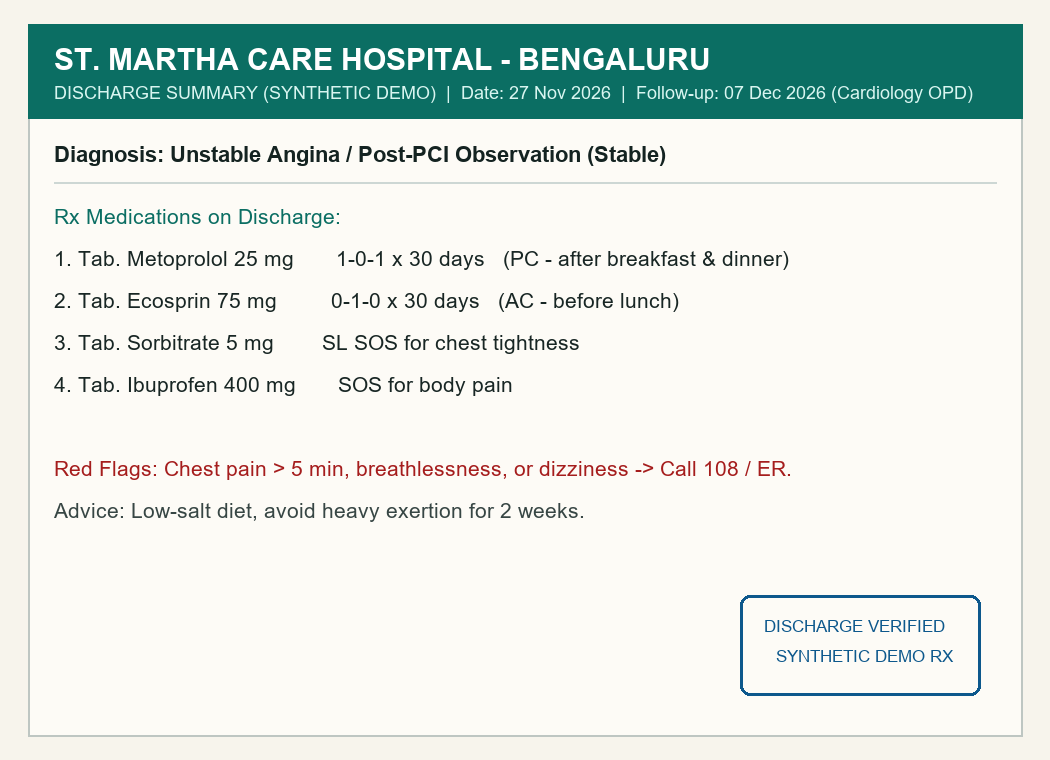 ST. MARTHA CARE HOSPITAL - BENGALURU
DISCHARGE SUMMARY (SYNTHETIC DEMO) | Date: 27 Nov 2026 | Follow-up: 07 Dec 2026 (Cardiology OPD)
Diagnosis: Unstable Angina / Post-PCI Observation (Stable)
Rx Medications on Discharge:
1. Tab. Metoprolol 25 mg 1-0-1 x 30 days (PC - after breakfast & dinner)
2. Tab. Ecosprin 75 mg 0-1-0 x 30 days (AC - before lunch)
3. Tab. Sorbitrate 5 mg SL SOS for chest tightness
4. Tab. Ibuprofen 400 mg SOS for body pain
Red Flags: Chest pain > 5 min, breathlessness, or dizziness -> Call 108 / ER.
Advice: Low-salt diet, avoid heavy exertion for 2 weeks.
DISCHARGE VERIFIED
SYNTHETIC DEMO RX